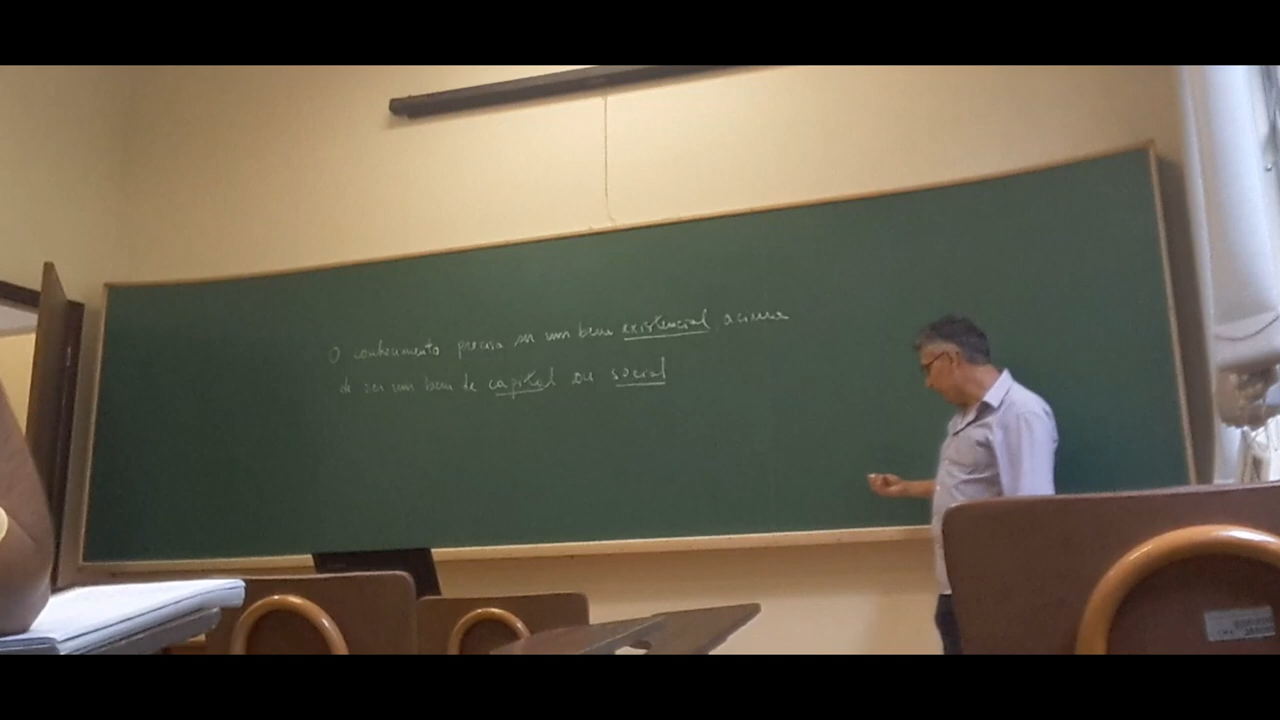 O conhecimento precisa ser um bem existencial, acima
de ser um bem de capital ou social